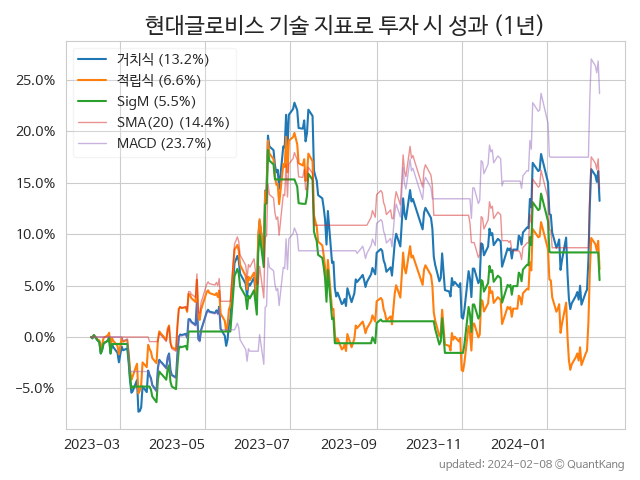 현대글로비스 기술 지표로 투자 시 성과 (1년)
거치식 (13.2%)
적립식 (6.6%)
SigM (5.5%)
SMA(20) (14.4%)
MACD (23.7%)
25.0%
20.0%
15.0%
10.0%
5.0%
0.0%
−5.0%
2023-03 2023-05 2023-07 2023-09 2023-11 2024-01
updated: 2024-02-08 ⓒ QuantKang